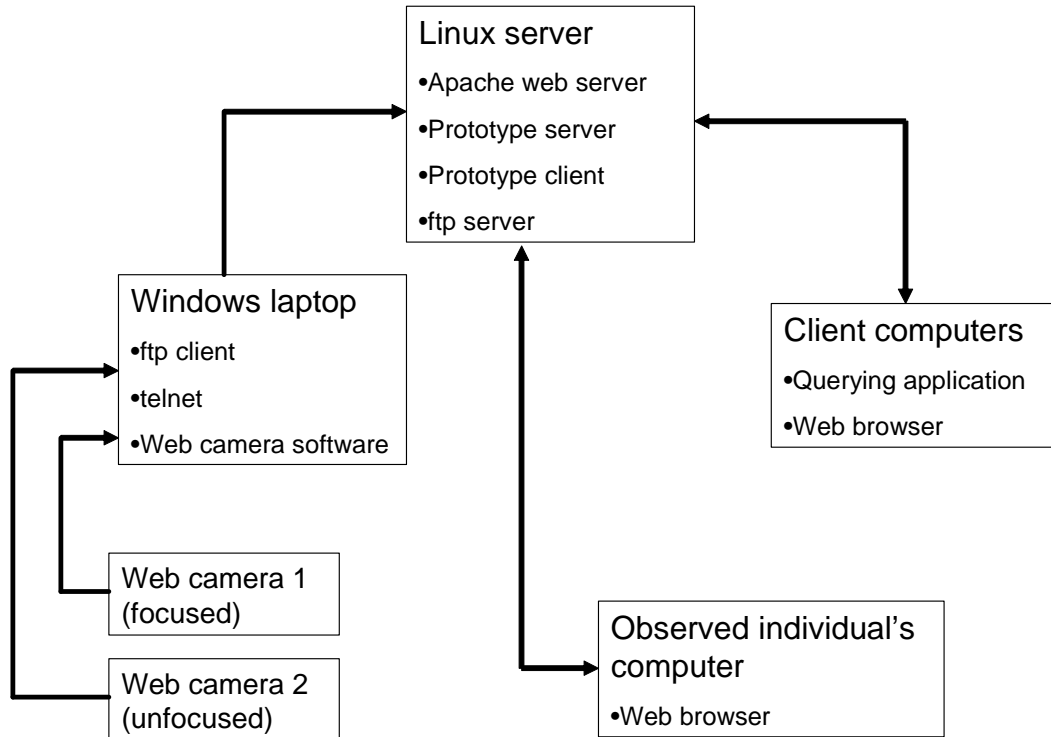 Linux server
•Apache web server
•Prototype server
•Prototype client
•ftp server
Windows laptop
•ftp client
•telnet
•Web camera software
Client computers
•Querying application
•Web browser
Web camera 1
(focused)
Web camera 2
(unfocused)
Observed individual’s
computer
•Web browser